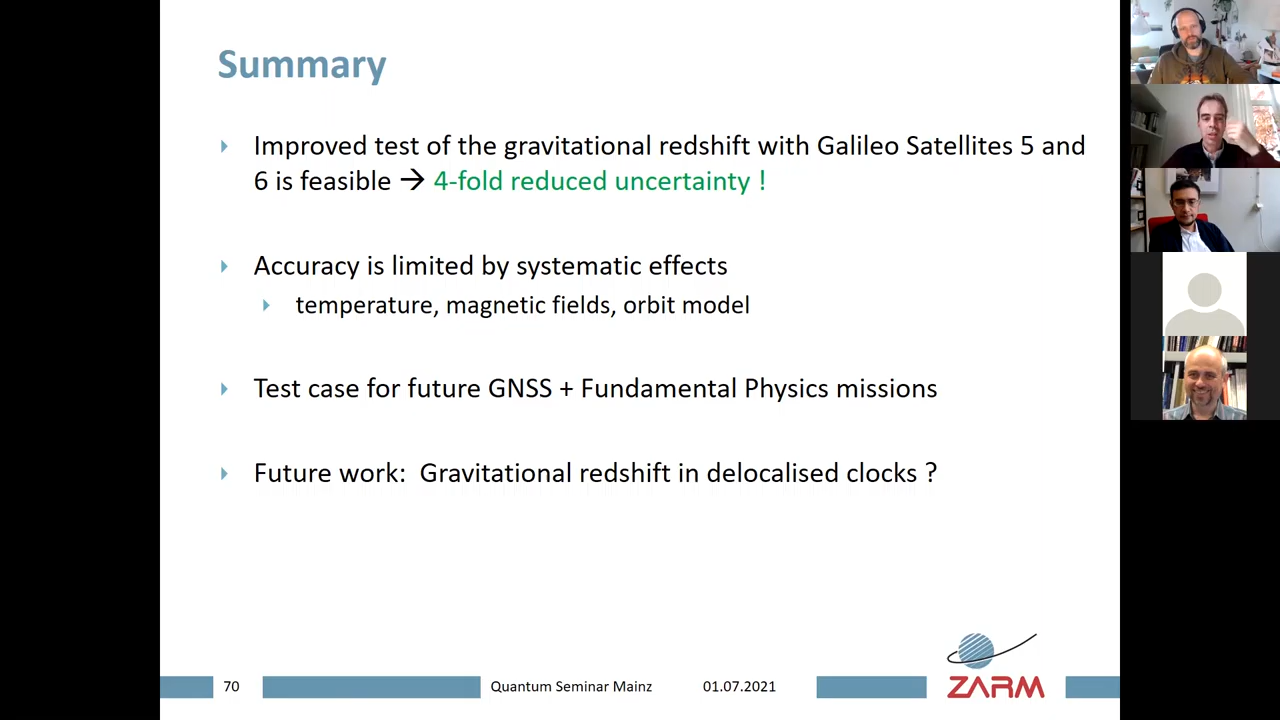 Summary
Improved test of the gravitational redshift with Galileo Satellites 5 and
6 is feasible → 4-fold reduced uncertainty !
Accuracy is limited by systematic effects
temperature, magnetic fields, orbit model
Test case for future GNSS + Fundamental Physics missions
Future work: Gravitational redshift in delocalised clocks ?
70
Quantum Seminar Mainz
01.07.2021
ZARM